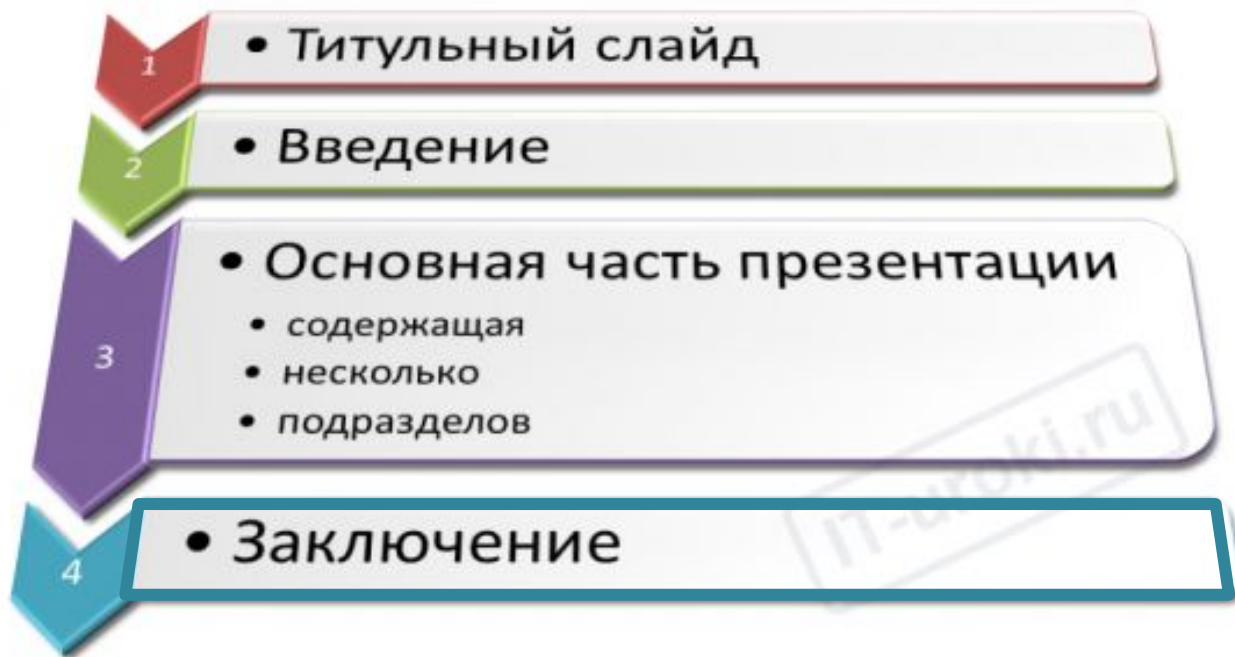 1
• Титульный слайд
2
• Введение
3
• Основная часть презентации
• содержащая
• несколько
• подразделов
IT-uroki.ru
4
• Заключение